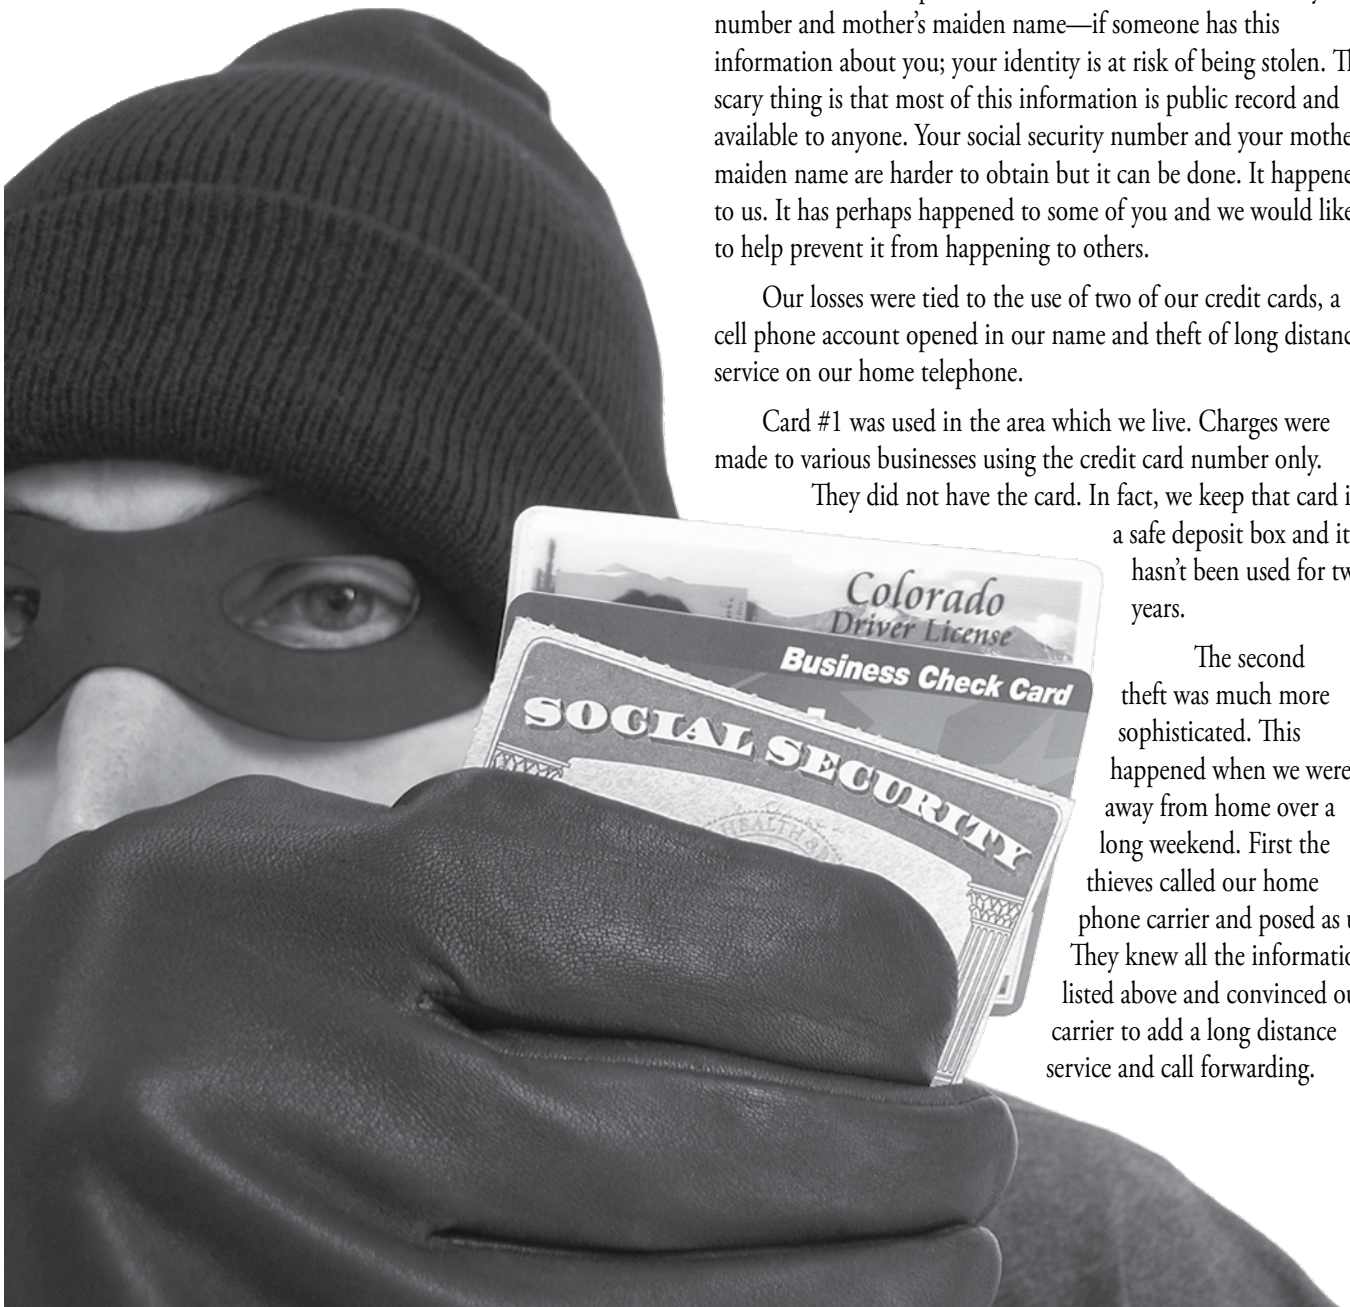 number and mother’s maiden name—if someone has this
information about you; your identity is at risk of being stolen.
scary thing is that most of this information is public record and
available to anyone. Your social security number and your
maiden name are harder to obtain but it can be done. It
to us. It has perhaps happened to some of you and we would like
to help prevent it from happening to others.
Our losses were tied to the use of two of our credit cards, a
cell phone account opened in our name and theft of long
service on our home telephone.
Card #1 was used in the area which we live. Charges were
made to various businesses using the credit card number only.
They did not have the card. In fact, we keep that card
a safe deposit box and it
hasn’t been used for
years.
The second
theft was much more
sophisticated. This
happened when we were
away from home over a
long weekend. First the
thieves called our home
phone carrier and posed as
They knew all the
listed above and convinced
carrier to add a long distance
service and call forwarding.
Colorado
Driver License
Business Check Card
SOCIAL SECURITY
HEALTH &